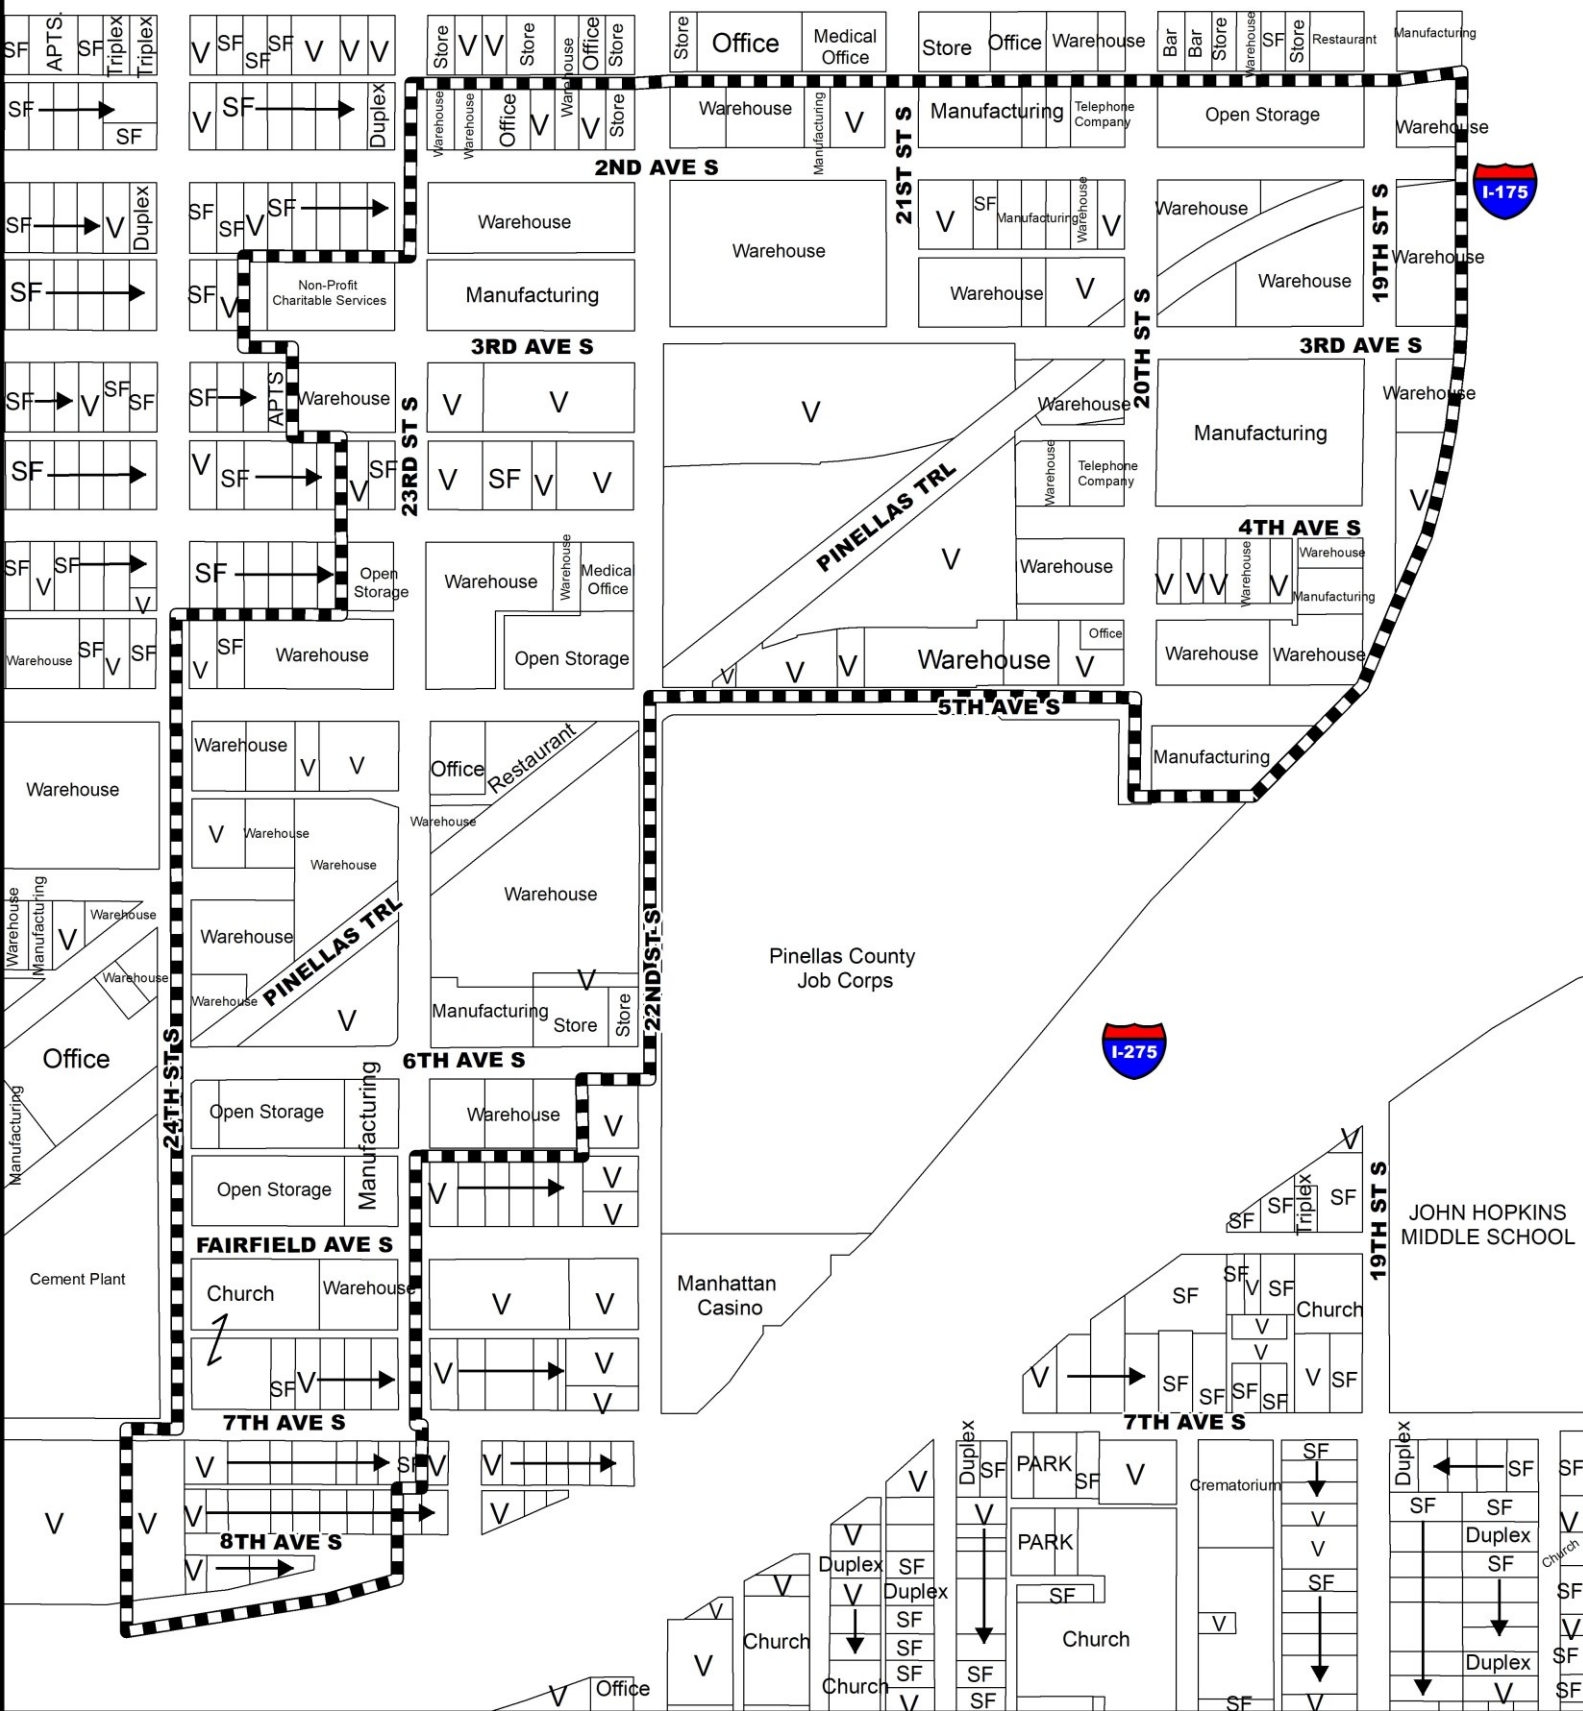 SF
APTS.
SF
Triplex
Triplex
V
SF
SF
SF
V
V
V
Store
V
V
Store
Warehouse
Office
Store
Store
Office
Medical
Office
Store
Office
Warehouse
Bar
Bar
Store
Warehouse
SF
Store
Restaurant
Manufacturing
SF
SF
V
SF
Duplex
Warehouse
Warehouse
Office
V
V
Store
Warehouse
Manufacturing
V
21ST ST S
Manufacturing
Telephone
Company
Open Storage
Warehouse
2ND AVE S
I-175
SF
V
Duplex
SF
SF
V
SF
Warehouse
Warehouse
V
SF
Manufacturing
Warehouse
V
Warehouse
19TH ST S
Warehouse
SF
SF
V
Non-Profit
Charitable Services
Manufacturing
Warehouse
V
20TH ST S
Warehouse
3RD AVE S
3RD AVE S
SF
V
SF
SF
SF
APTS
Warehouse
23RD ST S
V
V
V
Warehouse
Manufacturing
Warehouse
SF
V
SF
V
SF
V
SF
V
V
PINELLAS TRL
Warehouse
Telephone
Company
V
4TH AVE S
SF
V
SF
V
SF
Open
Storage
Warehouse
Warehouse
Medical
Office
V
Warehouse
V
V
V
Warehouse
V
Warehouse
Manufacturing
Warehouse
SF
V
SF
V
SF
Warehouse
Open Storage
V
V
V
Warehouse
Office
V
Warehouse
Warehouse
5TH AVE S
Warehouse
Warehouse
V
V
Office
Restaurant
Manufacturing
V
Warehouse
Warehouse
Warehouse
Warehouse
Warehouse
Manufacturing
V
Warehouse
Warehouse
Warehouse
Warehouse
PINELLAS TRL
V
22ND ST S
Pinellas County
Job Corps
V
Manufacturing
Store
Store
Office
24TH ST S
6TH AVE S
I-275
Manufacturing
Open Storage
Manufacturing
Warehouse
V
Open Storage
V
V
V
V
SF
SF
Triplex
SF
19TH ST S
JOHN HOPKINS
MIDDLE SCHOOL
FAIRFIELD AVE S
Cement Plant
Church
Warehouse
V
V
Manhattan
Casino
SF
SF
V
SF
Church
V
V
SF
V
V
V
V
V
SF
SF
SF
SF
V
SF
7TH AVE S
7TH AVE S
V
SF
V
V
V
Duplex
SF
PARK
SF
V
Crematorium
SF
Duplex
SF
SF
V
V
V
V
V
V
PARK
V
V
SF
SF
V
8TH AVE S
V
Duplex
SF
V
Duplex
SF
SF
Duplex
SF
Church
SF
V
V
V
Church
SF
SF
SF
V
Church
V
Church
SF
SF
V
SF
V
SF
V
Duplex
V
SF
SF
V
Office